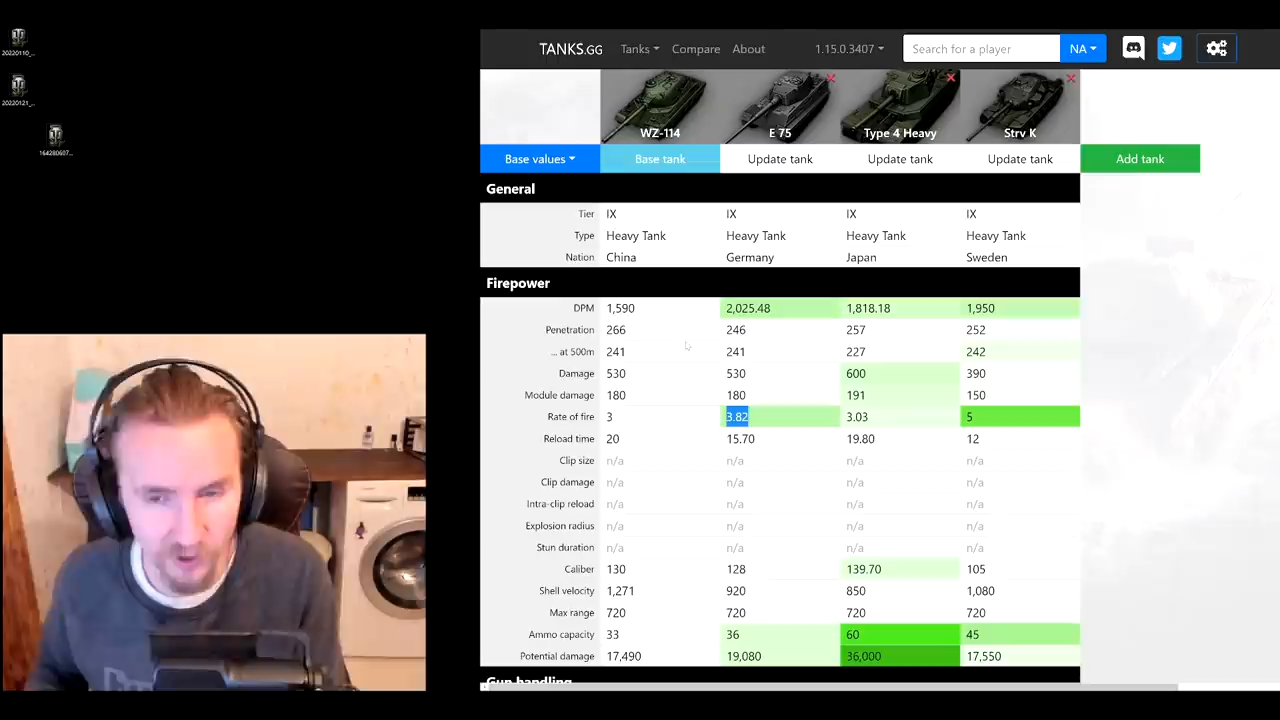 20220110_...
20220121_...
164280607...
TANKS.GG Tanks Compare About 1.15.0.3407 Search for a player NA
WZ-114 E 75 Type 4 Heavy Strv K
Base values Base tank Update tank Update tank Update tank Add tank
General
Tier IX IX IX IX
Type Heavy Tank Heavy Tank Heavy Tank Heavy Tank
Nation China Germany Japan Sweden
Firepower
DPM 1,590 2,025.48 1,818.18 1,950
Penetration 266 246 257 252
... at 500m 241 241 227 242
Damage 530 530 600 390
Module damage 180 180 191 150
Rate of fire 3 3.82 3.03 5
Reload time 20 15.70 19.80 12
Clip size n/a n/a n/a n/a
Clip damage n/a n/a n/a n/a
Intra-clip reload n/a n/a n/a n/a
Explosion radius n/a n/a n/a n/a
Stun duration n/a n/a n/a n/a
Caliber 130 128 139.70 105
Shell velocity 1,271 920 850 1,080
Max range 720 720 720 720
Ammo capacity 33 36 60 45
Potential damage 17,490 19,080 36,000 17,550
Gun handling